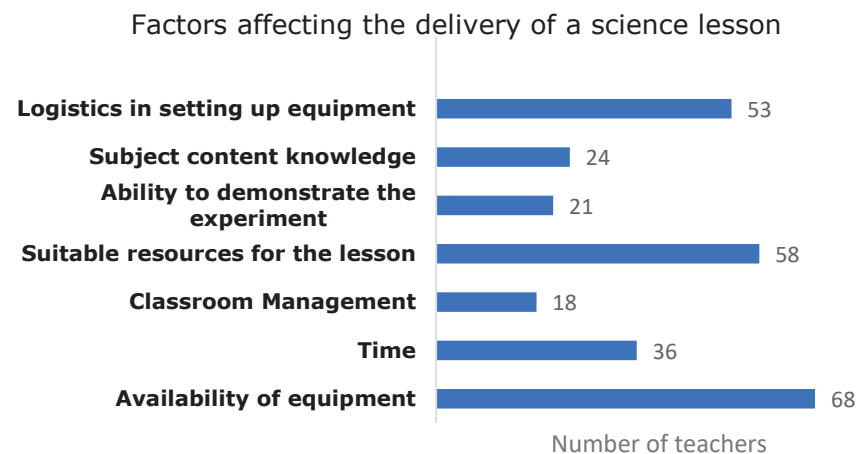 Factors affecting the delivery of a science lesson
Logistics in setting up equipment 53
Subject content knowledge 24
Ability to demonstrate the
experiment 21
Suitable resources for the lesson 58
Classroom Management 18
Time 36
Availability of equipment 68
Number of teachers